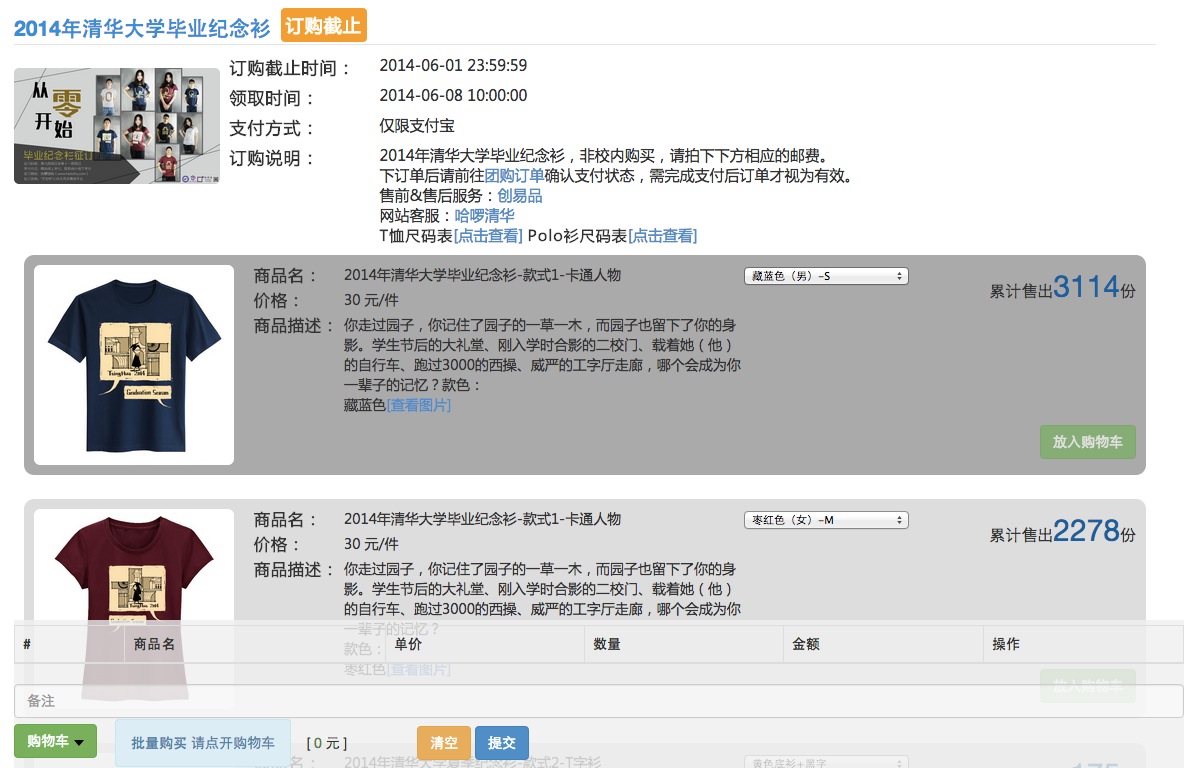 2014年清华大学毕业纪念衫 订购截止
从
零
开
始
毕业纪念衫征订
订购截止时间： 2014-06-01 23:59:59
领取时间： 2014-06-08 10:00:00
支付方式： 仅限支付宝
订购说明： 2014年清华大学毕业纪念衫，非校内购买，请拍下下方相应的邮费。
下订单后请前往团购订单确认支付状态，需完成支付后订单才视为有效。
售前&售后服务：创易品
网站客服：哈啰清华
T恤尺码表[点击查看] Polo衫尺码表[点击查看]
TsingHua 2014
Graduation Season
商品名： 2014年清华大学毕业纪念衫-款式1-卡通人物 藏蓝色（男）-S 累计售出3114份
价格： 30 元/件
商品描述： 你走过园子，你记住了园子的一草一木，而园子也留下了你的身
影。学生节后的大礼堂、刚入学时合影的二校门、载着她（他）
的自行车、跑过3000的西操、威严的工字厅走廊，哪个会成为你
一辈子的记忆？款色：
藏蓝色[查看图片]
放入购物车
TsingHua 2014
商品名： 2014年清华大学毕业纪念衫-款式1-卡通人物 枣红色（女）-M 累计售出2278份
价格： 30 元/件
商品描述： 你走过园子，你记住了园子的一草一木，而园子也留下了你的身
影。学生节后的大礼堂、刚入学时合影的二校门、载着她（他）
的自行车、跑过3000的西操、威严的工字厅走廊，哪个会成为你
一辈子的记忆？
款色：
枣红色[查看图片]
放入购物车
# 商品名 单价 数量 金额 操作
备注
购物车 批量购买 请点开购物车 [ 0 元 ] 清空 提交
商品名： 2014年清华大学夏季纪念衫-款式2-T字衫 黄色底衫+黑字